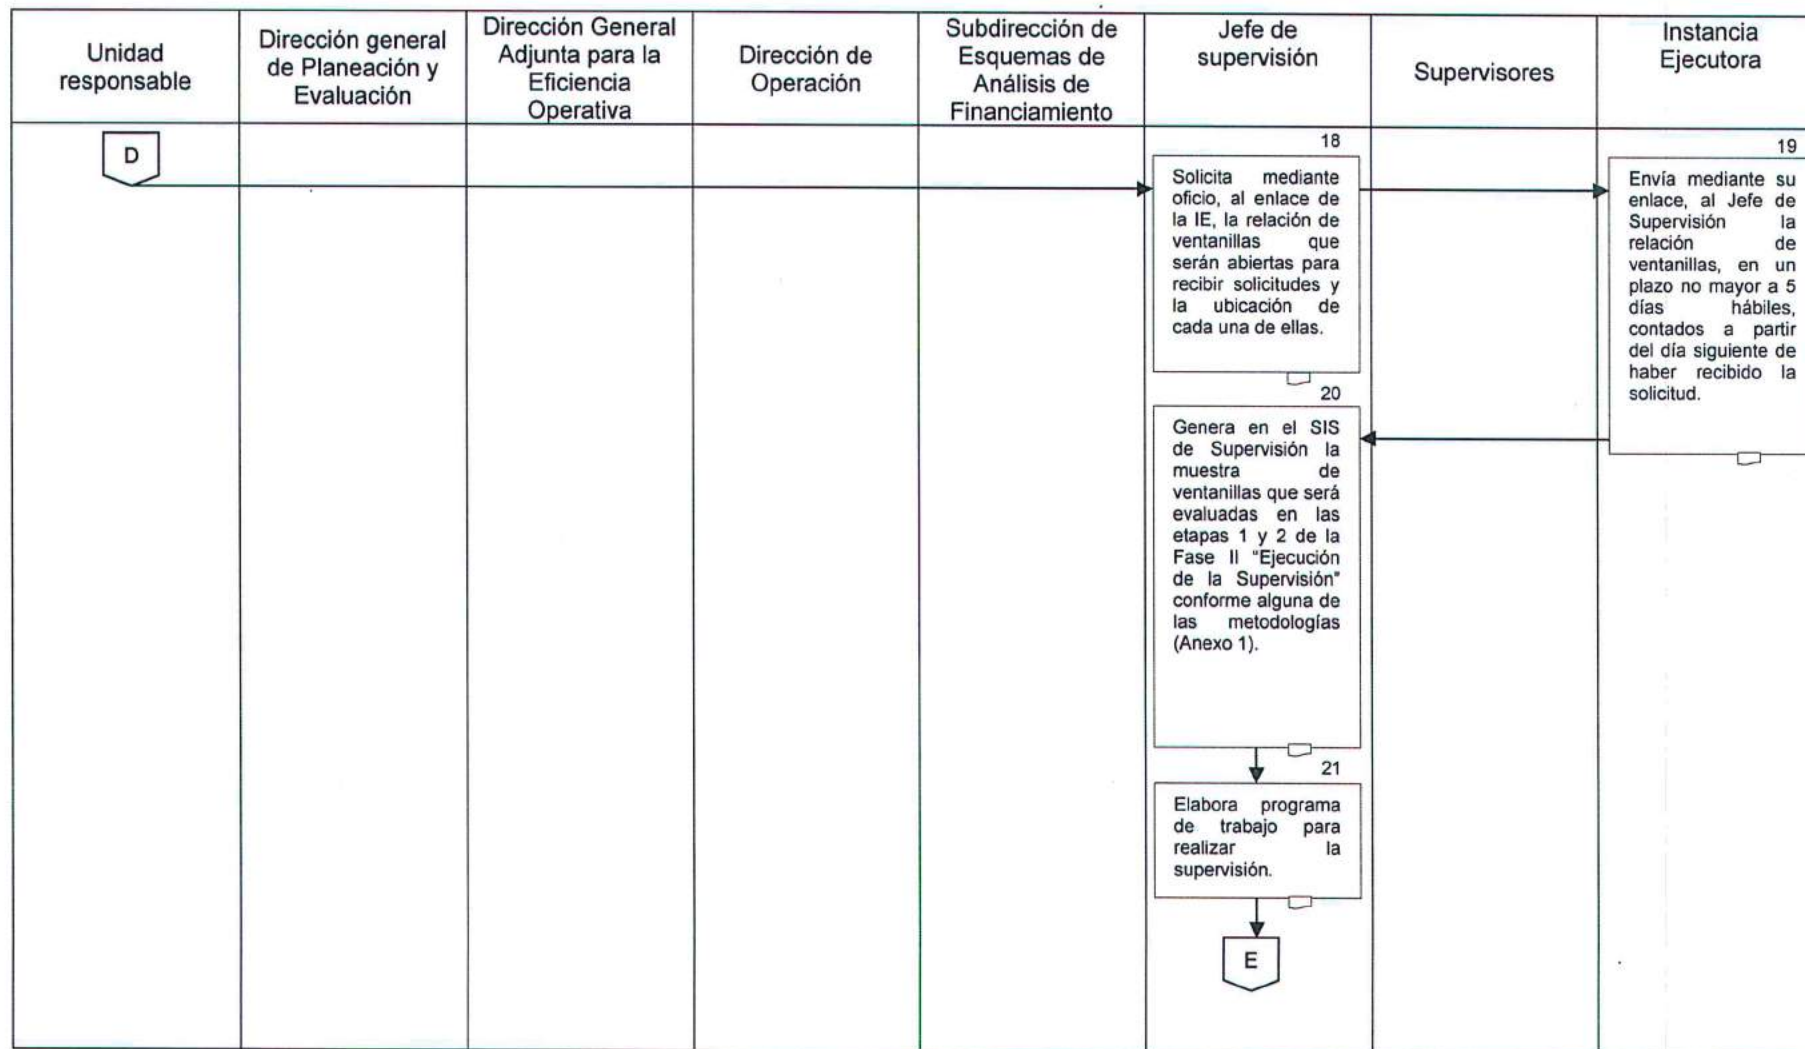 Unidad
responsable
Dirección general
de Planeación y
Evaluación
Dirección General
Adjunta para la
Eficiencia
Operativa
Dirección de
Operación
Subdirección de
Esquemas de
Análisis de
Financiamiento
Jefe de
supervisión
Supervisores
Instancia
Ejecutora
D
18
Solicita mediante
oficio, al enlace de
la IE, la relación de
ventanillas que
serán abiertas para
recibir solicitudes y
la ubicación de
cada una de ellas.
19
Envía mediante su
enlace, al Jefe de
Supervisión la
relación de
ventanillas, en un
plazo no mayor a 5
días hábiles,
contados a partir
del día siguiente de
haber recibido la
solicitud.
20
Genera en el SIS
de Supervisión la
muestra de
ventanillas que será
evaluadas en las
etapas 1 y 2 de la
Fase II "Ejecución
de la Supervisión"
conforme alguna de
las metodologías
(Anexo 1).
21
Elabora programa
de trabajo para
realizar la
supervisión.
E